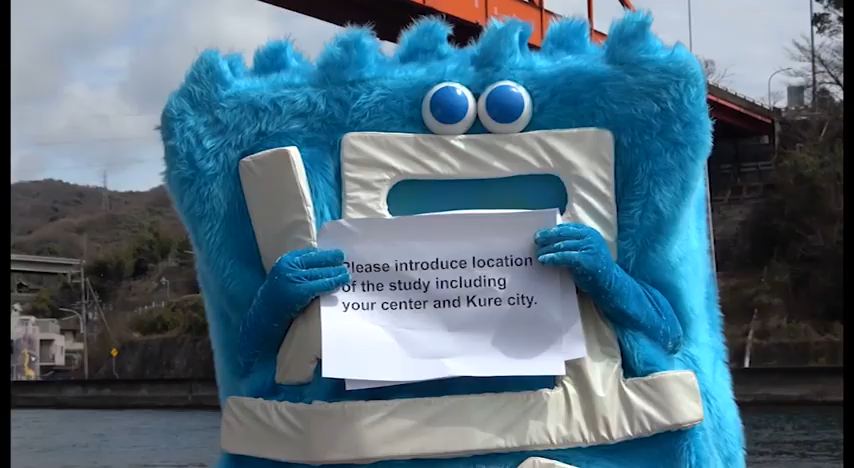 Please introduce location
of the study including
your center and Kure city.